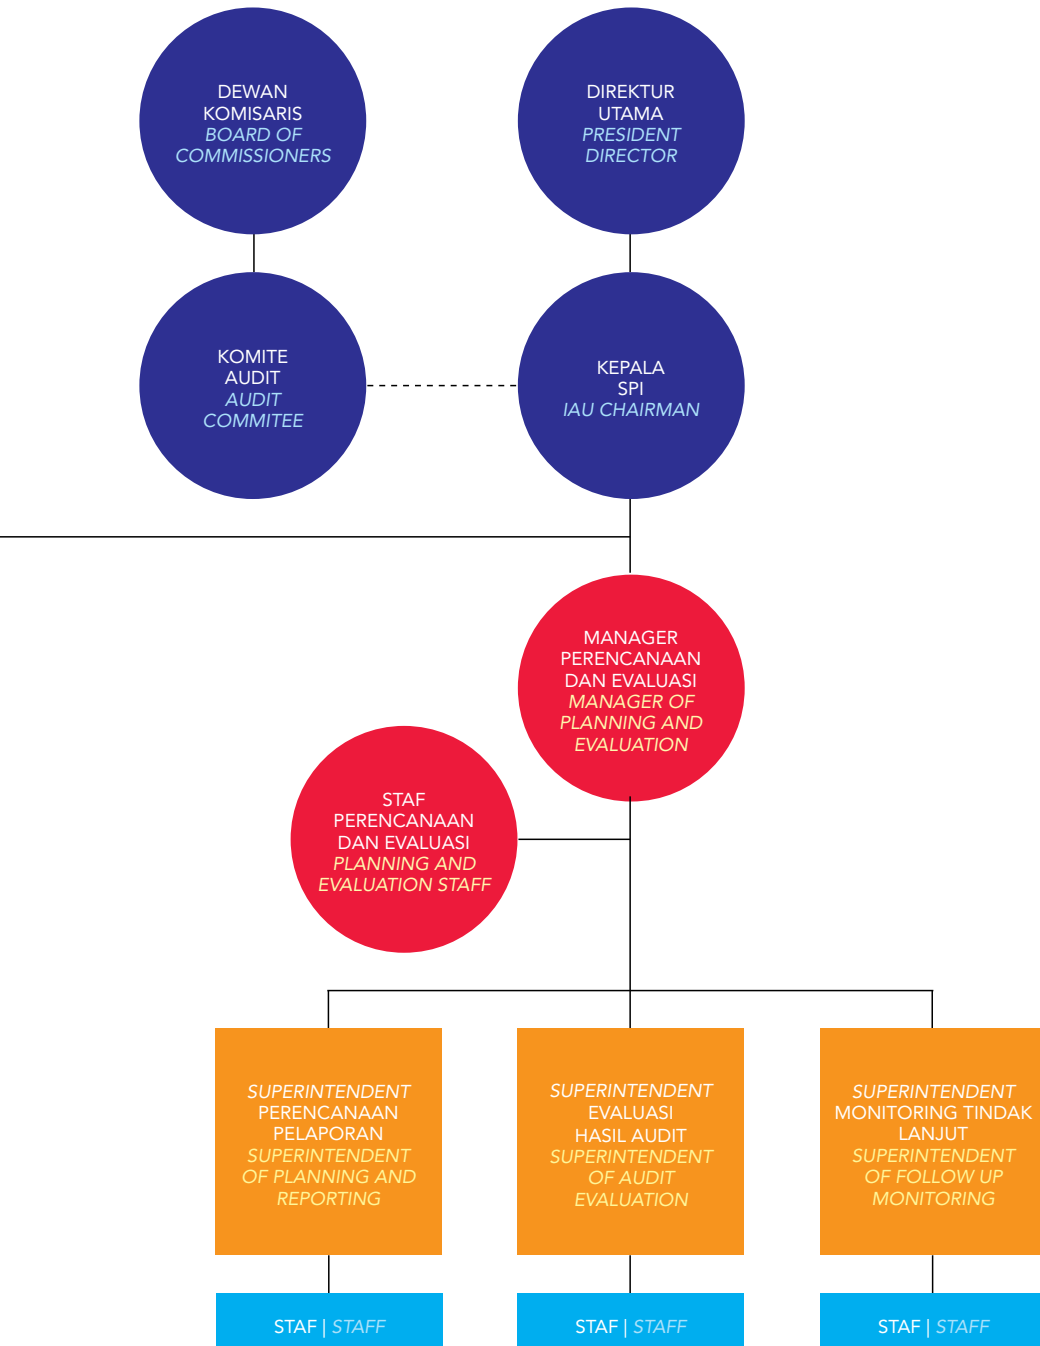 DEWAN
KOMISARIS
BOARD OF
COMMISSIONERS
DIREKTUR
UTAMA
PRESIDENT
DIRECTOR
KOMITE
AUDIT
AUDIT
COMMITEE
KEPALA
SPI
IAU CHAIRMAN
MANAGER
PERENCANAAN
DAN EVALUASI
MANAGER OF
PLANNING AND
EVALUATION
STAF
PERENCANAAN
DAN EVALUASI
PLANNING AND
EVALUATION STAFF
SUPERINTENDENT
PERENCANAAN
PELAPORAN
SUPERINTENDENT
OF PLANNING AND
REPORTING
SUPERINTENDENT
EVALUASI
HASIL AUDIT
SUPERINTENDENT
OF AUDIT
EVALUATION
SUPERINTENDENT
MONITORING TINDAK
LANJUT
SUPERINTENDENT
OF FOLLOW UP
MONITORING
STAF | STAFF
STAF | STAFF
STAF | STAFF